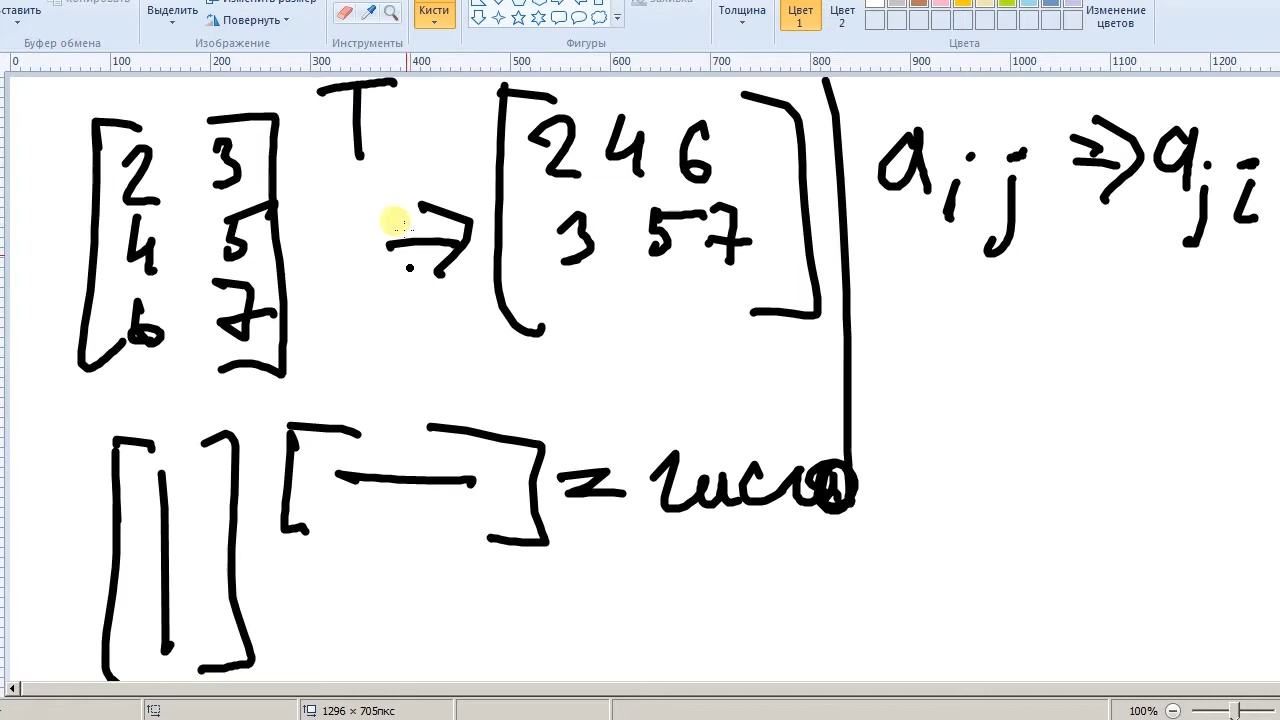 Выделить
Повернуть
Кисти
Толщина
Цвет 1
Цвет 2
Изменение цветов
Буфер обмена
Изображение
Инструменты
Фигуры
Цвета
0 100 200 300 400 500 600 700 800 900 1000 1100 1200
T
2 3
4 5
6 7
⇒
2 4 6
3 5 7
a i j ⇒ a j i
=
1296 × 705пкс
100%